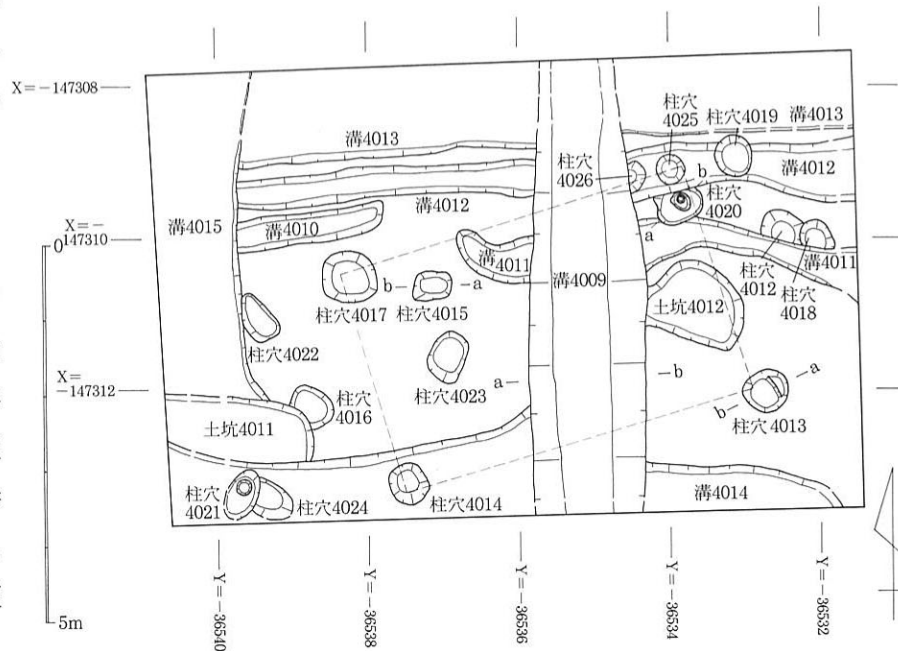 X=-147308
柱穴
4025
柱穴4019
溝4013
溝4013
柱穴
4026
溝4012
b
溝4012
柱穴
4020
X=-
147310
0
溝4015
溝4010
a
溝4011
溝4009
柱穴
4012
溝4011
柱穴
4018
b
a
柱穴4017
柱穴4015
土坑4012
柱穴4022
X=
-147312
柱穴4023
a
b
a
柱穴
4016
b
柱穴4013
土坑4011
柱穴
4021
柱穴4024
柱穴4014
溝4014
5m
Y=-36540
Y=-36538
Y=-36536
Y=-36534
Y=-36532